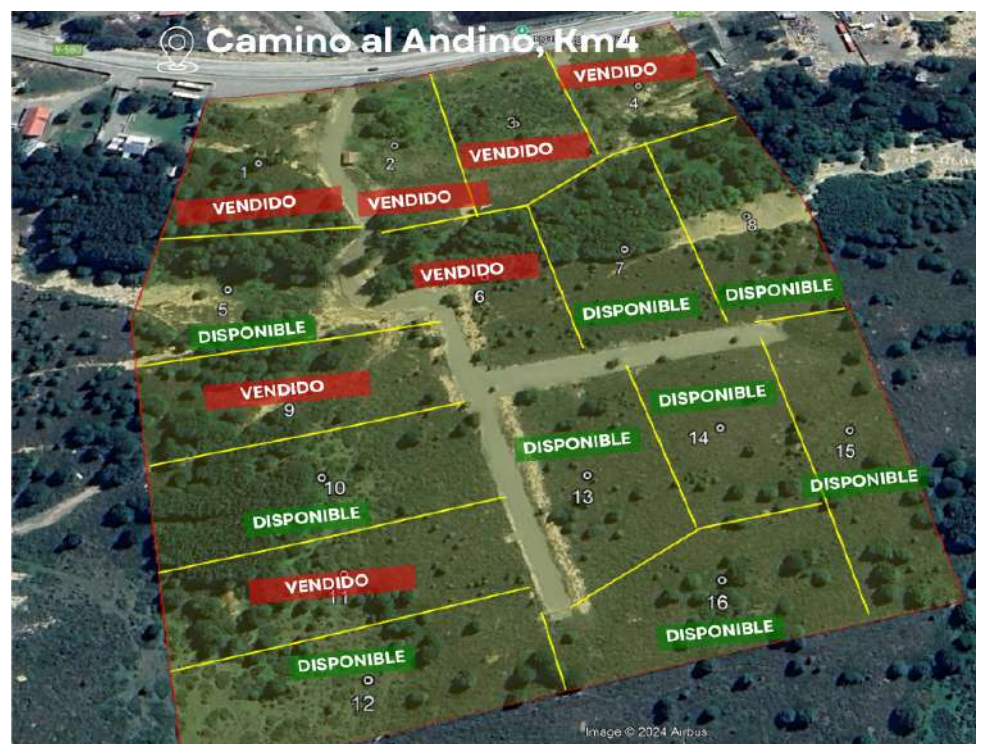 Camino al Andino, Km4
VENDIDO
4
3
VENDIDO
2
1
VENDIDO
VENDIDO
8
7
VENDIDO
6
DISPONIBLE
DISPONIBLE
5
DISPONIBLE
VENDIDO
9
DISPONIBLE
14
15
DISPONIBLE
13
DISPONIBLE
10
DISPONIBLE
VENDIDO
11
16
DISPONIBLE
DISPONIBLE
12
Image © 2024 Airbus